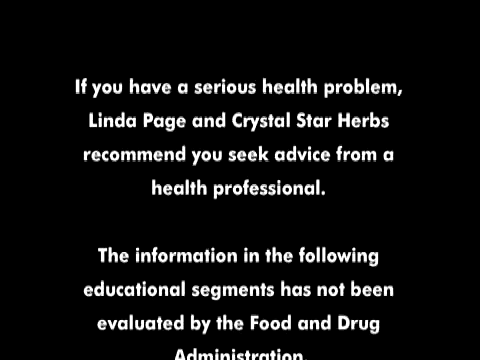 If you have a serious health problem,
Linda Page and Crystal Star Herbs
recommend you seek advice from a
health professional.
The information in the following
educational segments has not been
evaluated by the Food and Drug
Administration